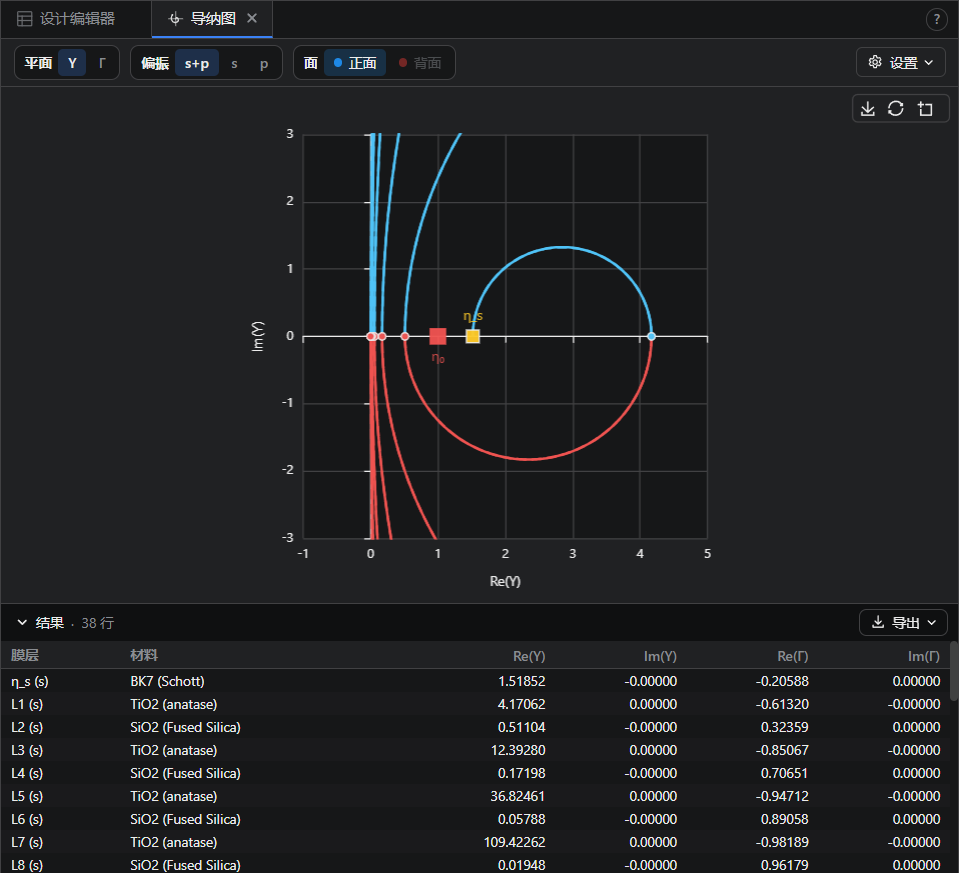 设计编辑器 导纳图 ?
平面 Y Γ 偏振 s+p s p 面 正面 背面 设置
3
2
1
0
-1
-2
-3
Im(Y)
η_s
η₀
-1 0 1 2 3 4 5
Re(Y)
结果 · 38 行 导出
膜层 材料 Re(Y) Im(Y) Re(Γ) Im(Γ)
η_s (s) BK7 (Schott) 1.51852 -0.00000 -0.20588 0.00000
L1 (s) TiO2 (anatase) 4.17062 0.00000 -0.61320 -0.00000
L2 (s) SiO2 (Fused Silica) 0.51104 -0.00000 0.32359 0.00000
L3 (s) TiO2 (anatase) 12.39280 0.00000 -0.85067 -0.00000
L4 (s) SiO2 (Fused Silica) 0.17198 -0.00000 0.70651 0.00000
L5 (s) TiO2 (anatase) 36.82461 0.00000 -0.94712 -0.00000
L6 (s) SiO2 (Fused Silica) 0.05788 -0.00000 0.89058 0.00000
L7 (s) TiO2 (anatase) 109.42262 0.00000 -0.98189 -0.00000
L8 (s) SiO2 (Fused Silica) 0.01948 -0.00000 0.96179 0.00000